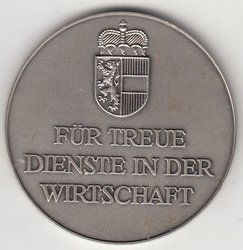 FÜR TREUE
DIENSTE IN DER
WIRTSCHAFT